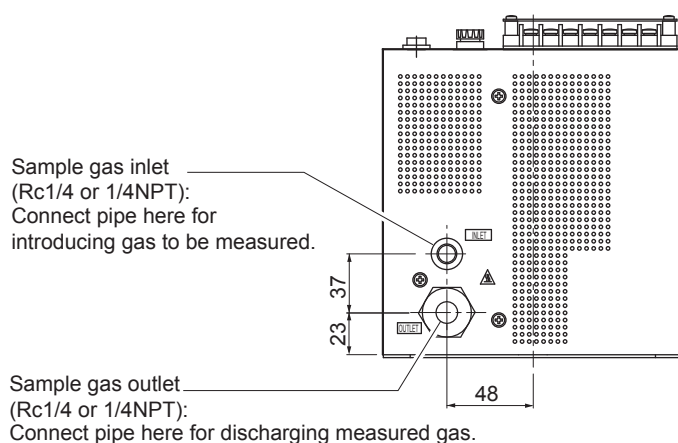 Sample gas inlet
(Rc1/4 or 1/4NPT):
Connect pipe here for
introducing gas to be measured.
INLET
37
OUTLET
23
48
Sample gas outlet
(Rc1/4 or 1/4NPT):
Connect pipe here for discharging measured gas.